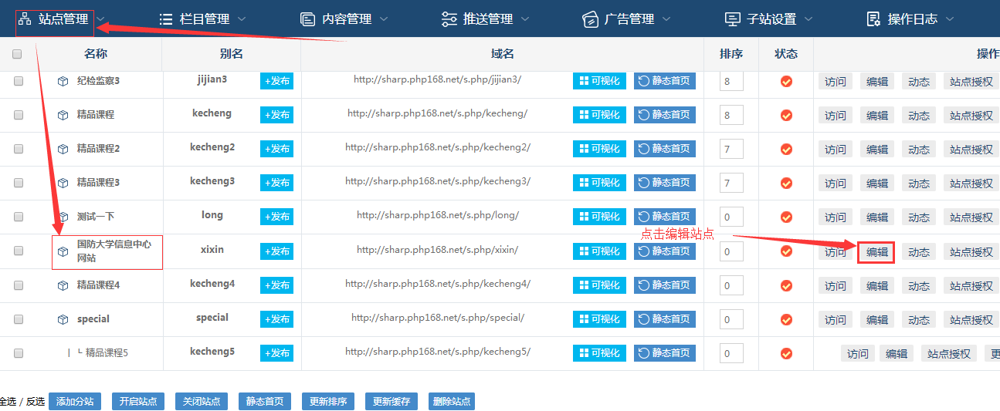 站点管理 栏目管理 内容管理 推送管理 广告管理 子站设置 操作日志
名称 别名 域名 排序 状态 操作
纪检监察3 jijian3 +发布 http://sharp.php168.net/s.php/jijian3/ 可视化 静态首页 8 访问 编辑 动态 站点授权
精品课程 kecheng +发布 http://sharp.php168.net/s.php/kecheng/ 可视化 静态首页 8 访问 编辑 动态 站点授权
精品课程2 kecheng2 +发布 http://sharp.php168.net/s.php/kecheng2/ 可视化 静态首页 7 访问 编辑 动态 站点授权
精品课程3 kecheng3 +发布 http://sharp.php168.net/s.php/kecheng3/ 可视化 静态首页 7 访问 编辑 动态 站点授权
测试一下 long +发布 http://sharp.php168.net/s.php/long/ 可视化 静态首页 0 访问 编辑 动态 站点授权
点击编辑站点
国防大学信息中心
网站 xixin +发布 http://sharp.php168.net/s.php/xixin/ 可视化 静态首页 0 访问 编辑 动态 站点授权
精品课程4 kecheng4 +发布 http://sharp.php168.net/s.php/kecheng4/ 可视化 静态首页 0 访问 编辑 动态 站点授权
special special +发布 http://sharp.php168.net/s.php/special/ 可视化 静态首页 0 访问 编辑 动态 站点授权
| ┗ 精品课程5 kecheng5 +发布 http://sharp.php168.net/s.php/kecheng5/ 可视化 静态首页 0 访问 编辑 站点授权 更
全选 / 反选 添加分站 开启站点 关闭站点 静态首页 更新排序 更新缓存 删除站点